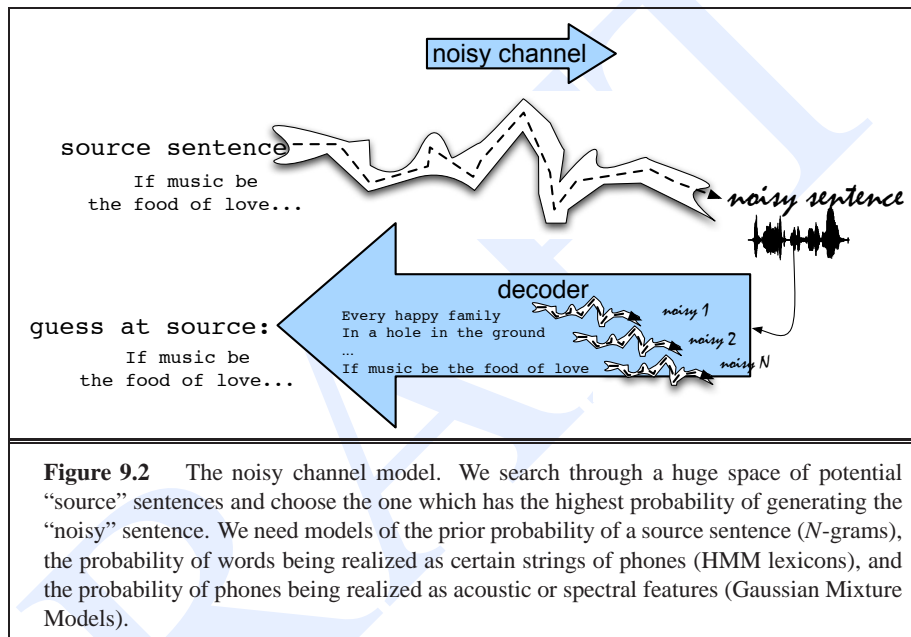 noisy channel
source sentence
If music be
the food of love...
noisy sentence
decoder
Every happy family
In a hole in the ground
...
If music be the food of love
noisy 1
noisy 2
noisy N
guess at source:
If music be
the food of love...
Figure 9.2 The noisy channel model. We search through a huge space of potential
“source” sentences and choose the one which has the highest probability of generating the
“noisy” sentence. We need models of the prior probability of a source sentence (N-grams),
the probability of words being realized as certain strings of phones (HMM lexicons), and
the probability of phones being realized as acoustic or spectral features (Gaussian Mixture
Models).